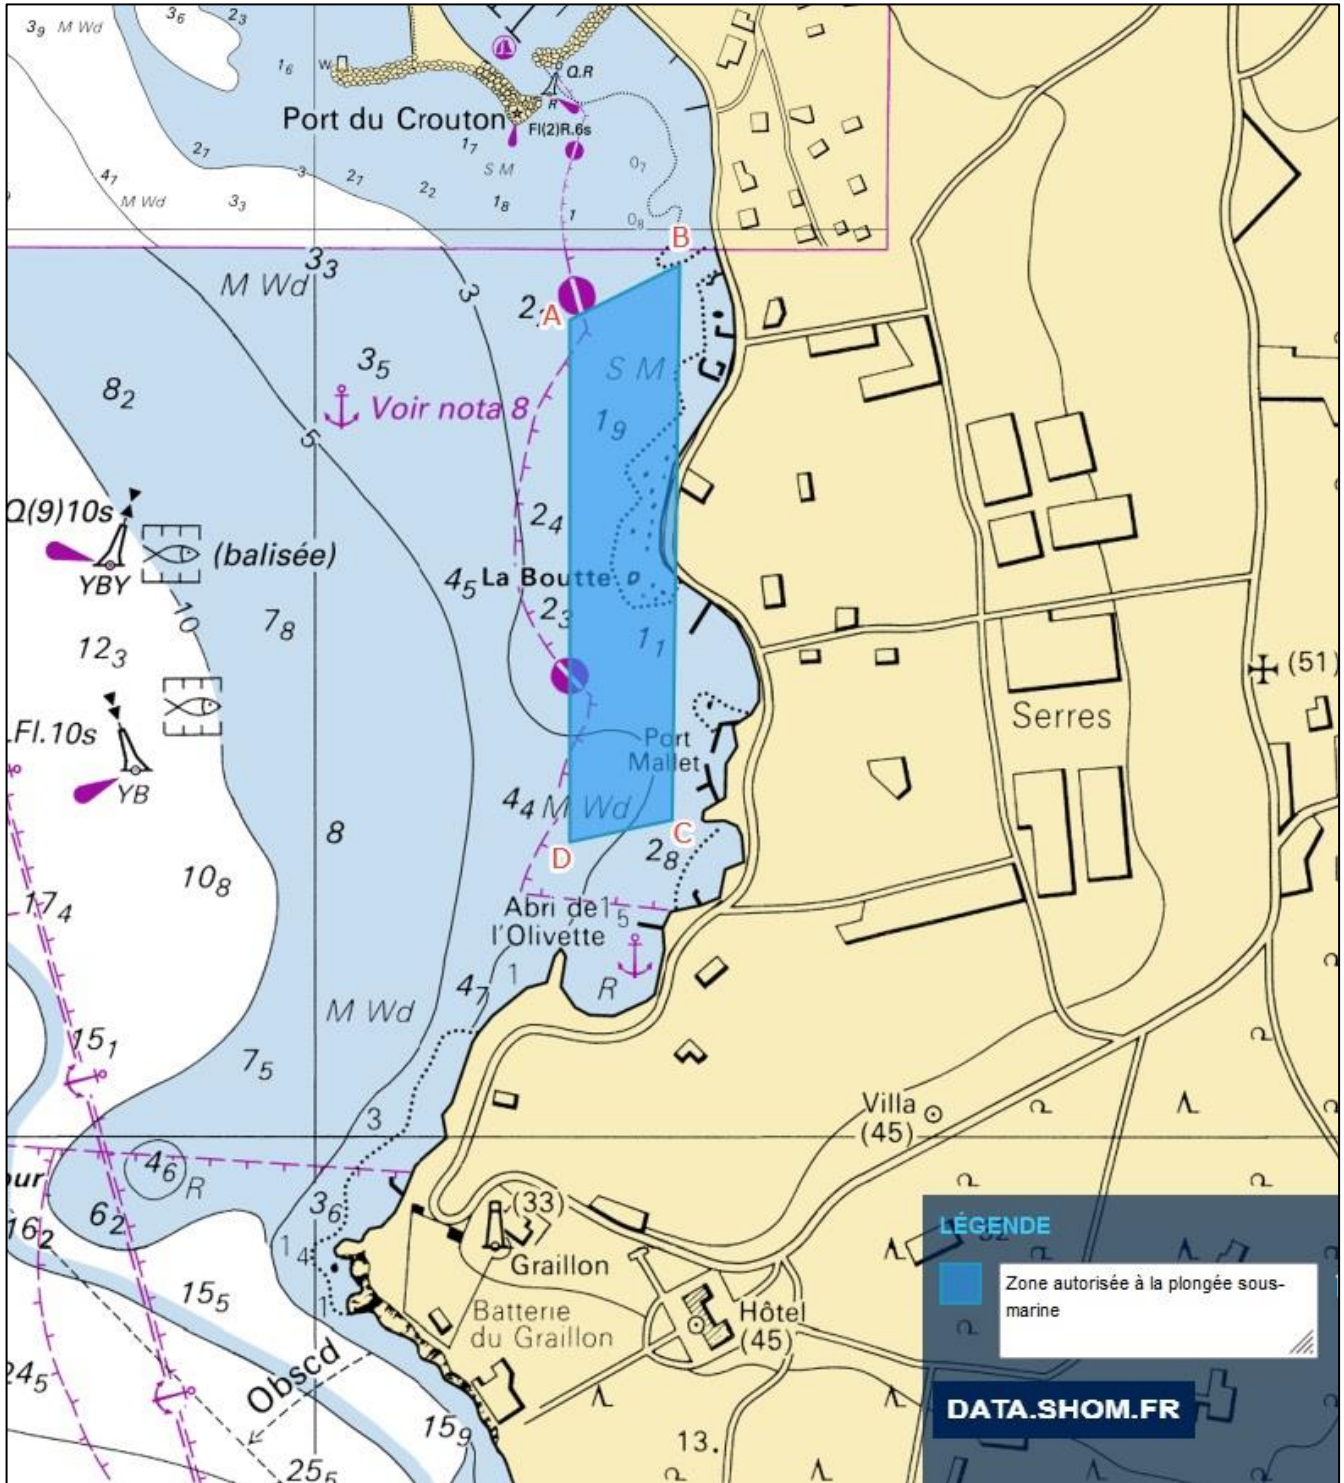 3₉ M Wd
3₆
2₃
1₆
W
Q.R
R
Port du Crouton
Fl(2)R.6s
1₇
S M
0₇
2₇
4₁
3
2₁
2₂
M Wd
3₃
1₈
1
0₈
B
3₃
M Wd
3
A
3₅
S M
8₂
Voir nota 8
1₉
5
Q(9)10s
2₄
(balisée)
YBY
4₅
La Boutte
10
7₈
2₃
12₃
1₁
(51)
Serres
.Fl.10s
Port
Mallet
YB
4₄
M Wd
8
C
D
2₈
10₈
17₄
Abri de
1₅
l'Olivette
4₇
1
R
M Wd
15₁
7₅
3
Villa
(45)
4₆
R
our
3₆
(33)
6₂
16₂
1₄
Graillon
LÉGENDE
15₅
1
Batterie
du Graillon
Hôtel
(45)
Zone autorisée à la plongée sous-
marine
Obscd
24₅
15₉
13.
DATA.SHOM.FR
25₅